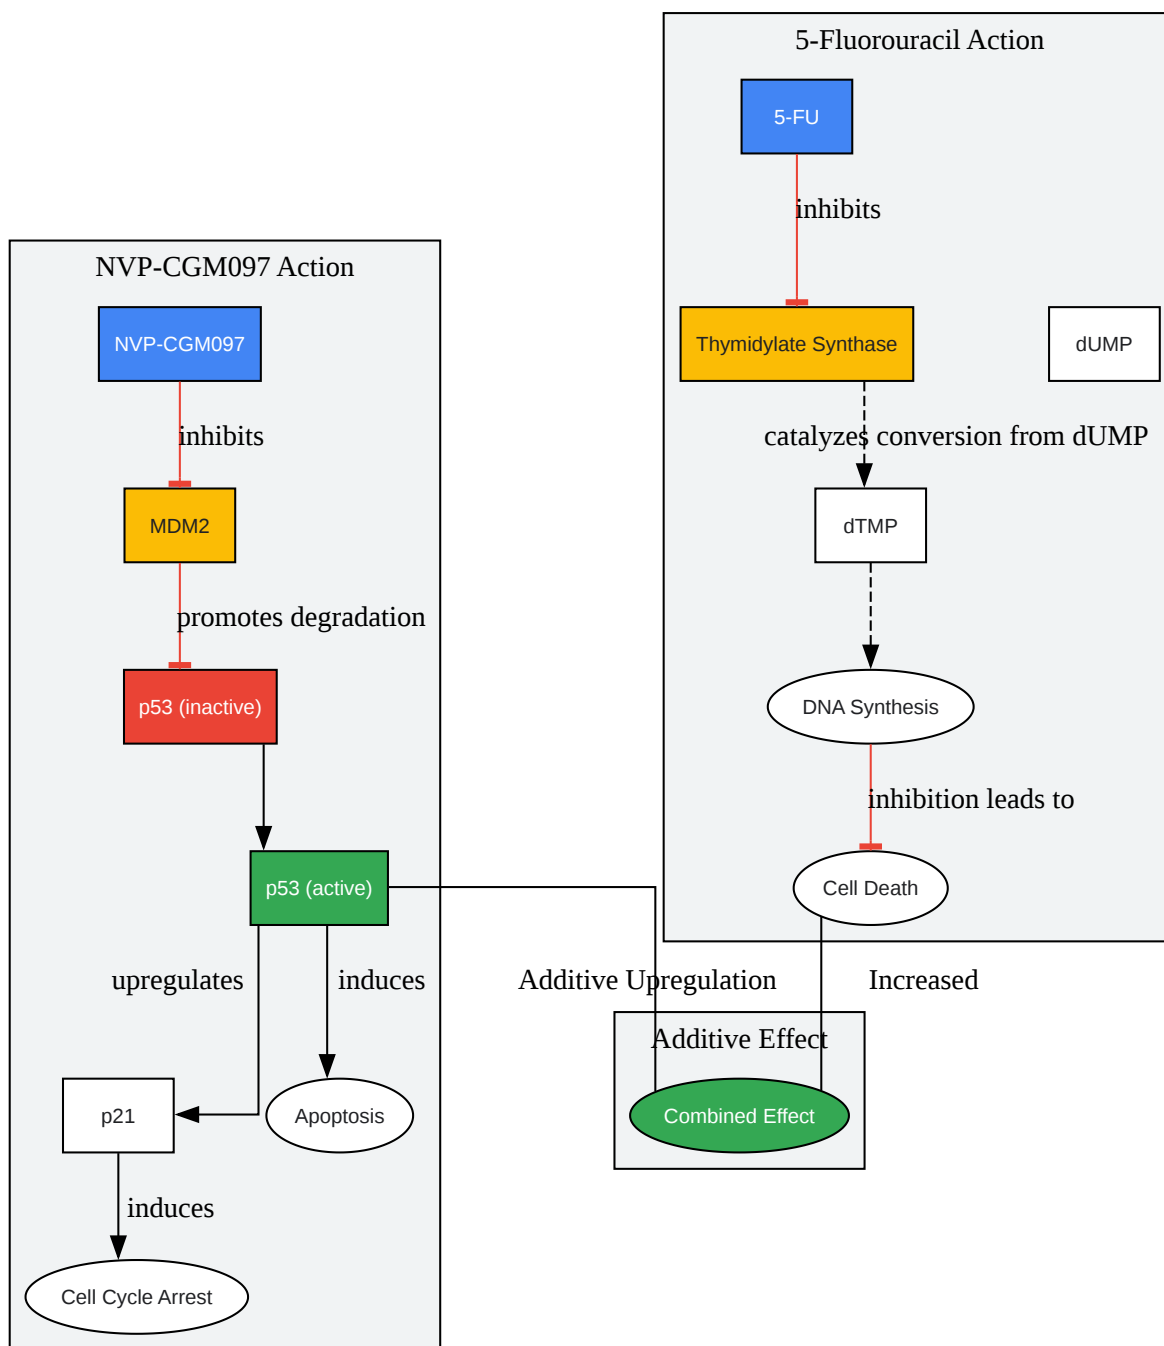 5-Fluorouracil Action
5-FU
inhibits
Thymidylate Synthase
dUMP
catalyzes conversion from dUMP
dTMP
DNA Synthesis
inhibition leads to
Cell Death
NVP-CGM097 Action
NVP-CGM097
inhibits
MDM2
promotes degradation
p53 (inactive)
p53 (active)
upregulates
induces
p21
Apoptosis
induces
Cell Cycle Arrest
Additive Upregulation
Increased
Additive Effect
Combined Effect